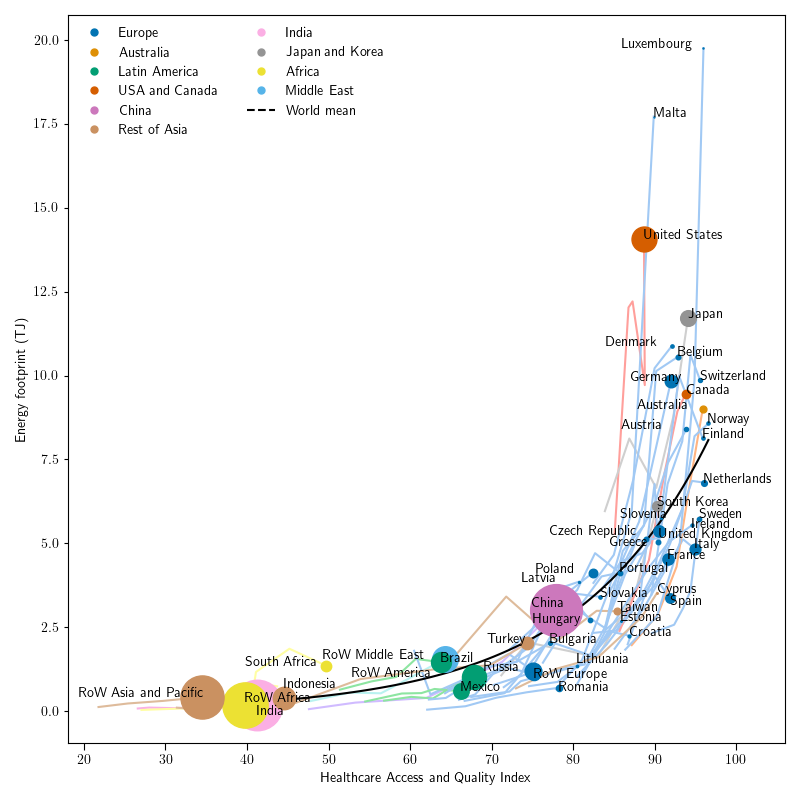 Europe
Australia
Latin America
USA and Canada
China
Rest of Asia
India
Japan and Korea
Africa
Middle East
World mean
Energy footprint (TJ)
20.0
17.5
15.0
12.5
10.0
7.5
5.0
2.5
0.0
Luxembourg
Malta
United States
Japan
Denmark
Belgium
Germany
Switzerland
Canada
Australia
Norway
Austria
Finland
Netherlands
South Korea
Slovenia
Sweden
Ireland
Czech Republic
United Kingdom
Greece
Italy
France
Poland
Portugal
Latvia
Cyprus
Slovakia
Spain
China
Taiwan
Hungary
Estonia
Croatia
Turkey
Bulgaria
South Africa
RoW Middle East
Brazil
Lithuania
Russia
RoW America
RoW Europe
Indonesia
Mexico
Romania
RoW Asia and Pacific
RoW Africa
India
20
30
40
50
60
70
80
90
100
Healthcare Access and Quality Index